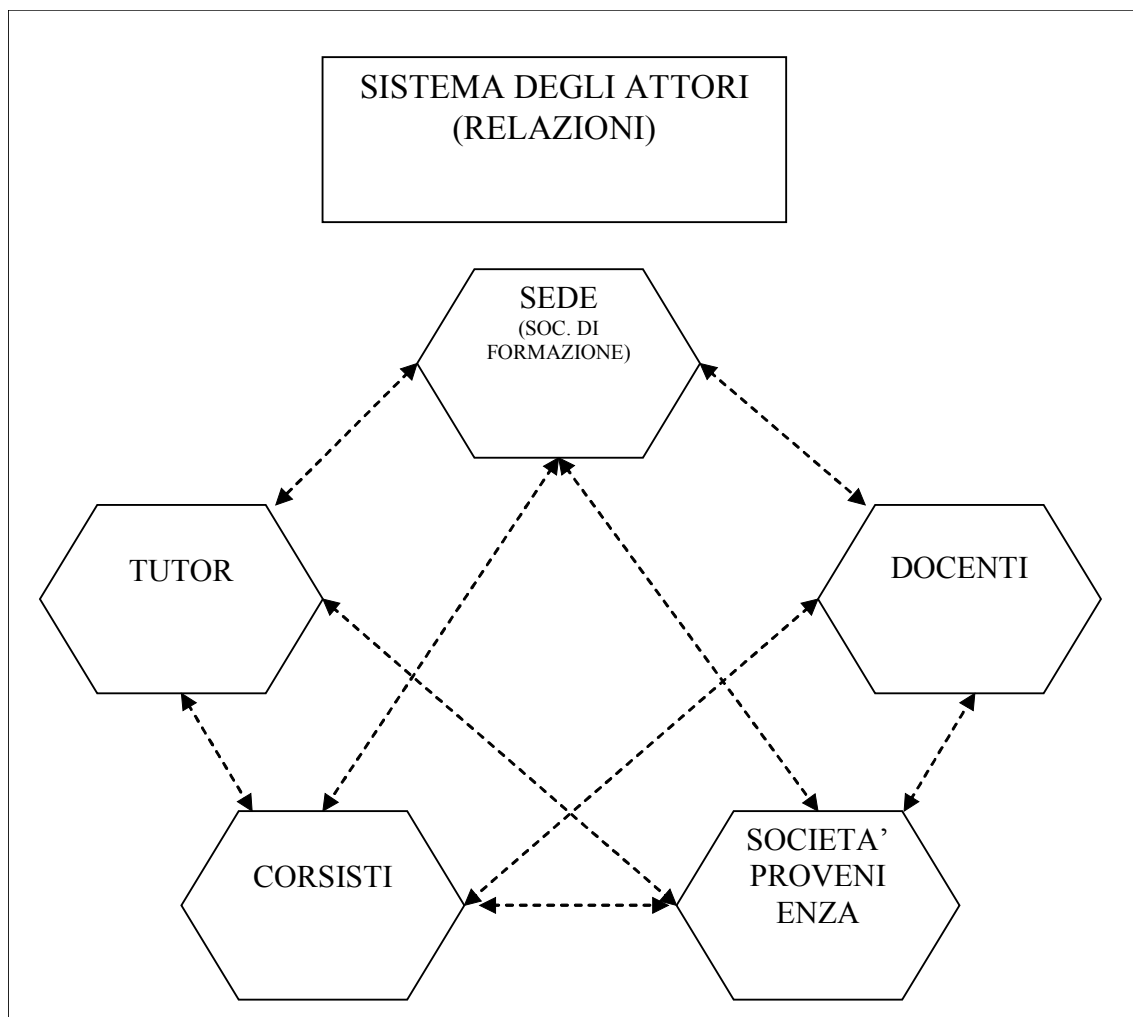 SISTEMA DEGLI ATTORI
(RELAZIONI)
SEDE
(SOC. DI
FORMAZIONE)
TUTOR
DOCENTI
CORSISTI
SOCIETA’
PROVENI
ENZA